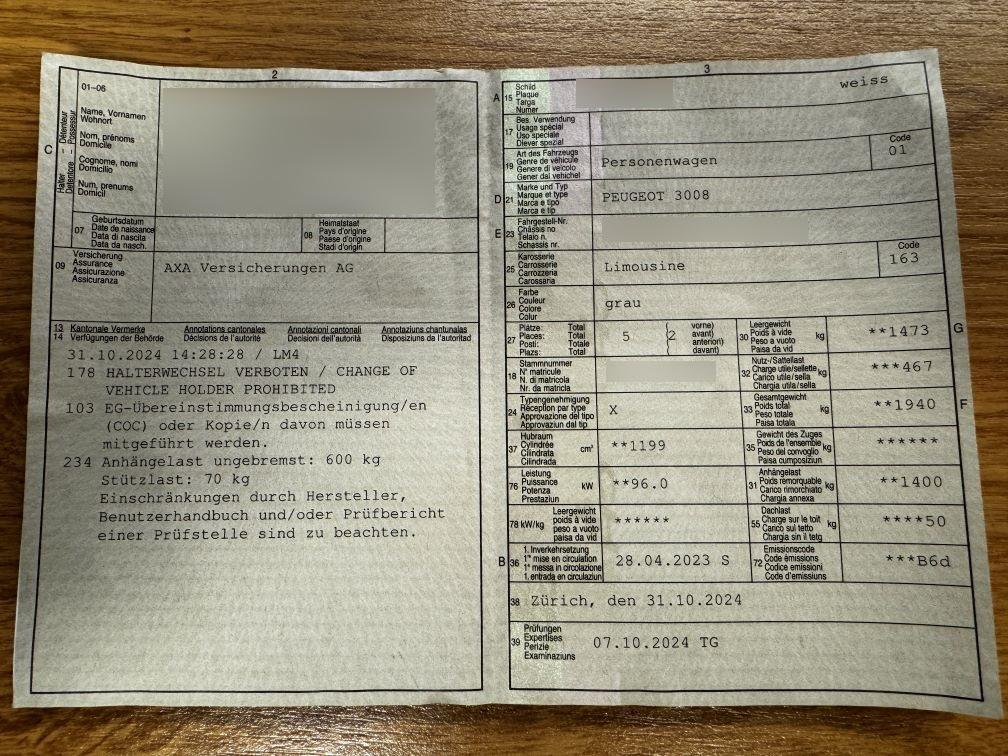 2
01-06
Name, Vornamen
Wohnort
Nom, prénoms
Domicile
Cognome, nomi
Domicilio
Num, prenums
Domicil
C
Halter – Détenteur
Detentore – Possessur
07
Geburtsdatum
Date de naissance
Data di nascita
Data da nasch.
08
Heimatstaat
Pays d'origine
Paese d'origine
Stadi d'origin
09
Versicherung
Assurance
Assicurazione
Assicuranza
AXA Versicherungen AG
13 Kantonale Vermerke Annotations cantonales Annotazioni cantonali Annotaziuns chantunalas
14 Verfügungen der Behörde Décisions de l'autorité Decisioni dell'autorità Disposiziuns da l'autoritad
31.10.2024 14:28:28 / LM4
178 HALTERWECHSEL VERBOTEN / CHANGE OF
VEHICLE HOLDER PROHIBITED
103 EG-Übereinstimmungsbescheinigung/en
(COC) oder Kopie/n davon müssen
mitgeführt werden.
234 Anhängelast ungebremst: 600 kg
Stützlast: 70 kg
Einschränkungen durch Hersteller,
Benutzerhandbuch und/oder Prüfbericht
einer Prüfstelle sind zu beachten.
3
A 15
Schild
Plaque
Targa
Numer
weiss
17
Bes. Verwendung
Usage spécial
Uso speciale
Diever spezial
19
Art des Fahrzeugs
Genre de véhicule
Genere di veicolo
Gener dal vehichel
Personenwagen
Code
01
D 21
Marke und Typ
Marque et type
Marca e tipo
Marca e tip
PEUGEOT 3008
E 23
Fahrgestell-Nr.
Châssis no
Telaio n.
Schassis nr.
25
Karosserie
Carrosserie
Carrozzeria
Carossaria
Limousine
Code
163
26
Farbe
Couleur
Colore
Colur
grau
27
Plätze: Total
Places: Total
Posti: Totale
Plazs: Total
5
(2
vorne)
avant)
anteriori)
davant)
30
Leergewicht
Poids à vide
Peso a vuoto
Paisa da vid
kg
**1473
G
18
Stammnummer
N° matricule
N. di matricola
Nr. da matricla
32
Nutz-/Sattellast
Charge utile/sellette
Carico utile/sella
Chargia utila/sella
kg
***467
24
Typengenehmigung
Réception par type
Approvazione del tipo
Approvaziun dal tip
X
33
Gesamtgewicht
Poids total
Peso totale
Paisa totala
kg
**1940
F
37
Hubraum
Cylindrée
Cilindrata
Cilindrada
cm³
**1199
35
Gewicht des Zuges
Poids de l'ensemble
Peso del convoglio
Paisa cumposiziun
kg
******
76
Leistung
Puissance
Potenza
Prestaziun
kW
**96.0
31
Anhängelast
Poids remorquable
Carico rimorchiato
Chargia annexa
kg
**1400
78 kW/kg
Leergewicht
poids à vide
peso a vuoto
paisa da vid
******
55
Dachlast
Charge sur le toit
Carico sul tetto
Chargia sin il tetg
kg
****50
B 36
1. Inverkehrsetzung
1re mise en circulation
1a messa in circolazione
1. entrada en circulaziun
28.04.2023 S
72
Emissionscode
Code émissions
Codice emissioni
Code d'emissiuns
***B6d
38
Zürich, den 31.10.2024
39
Prüfungen
Expertises
Perizie
Examinaziuns
07.10.2024 TG